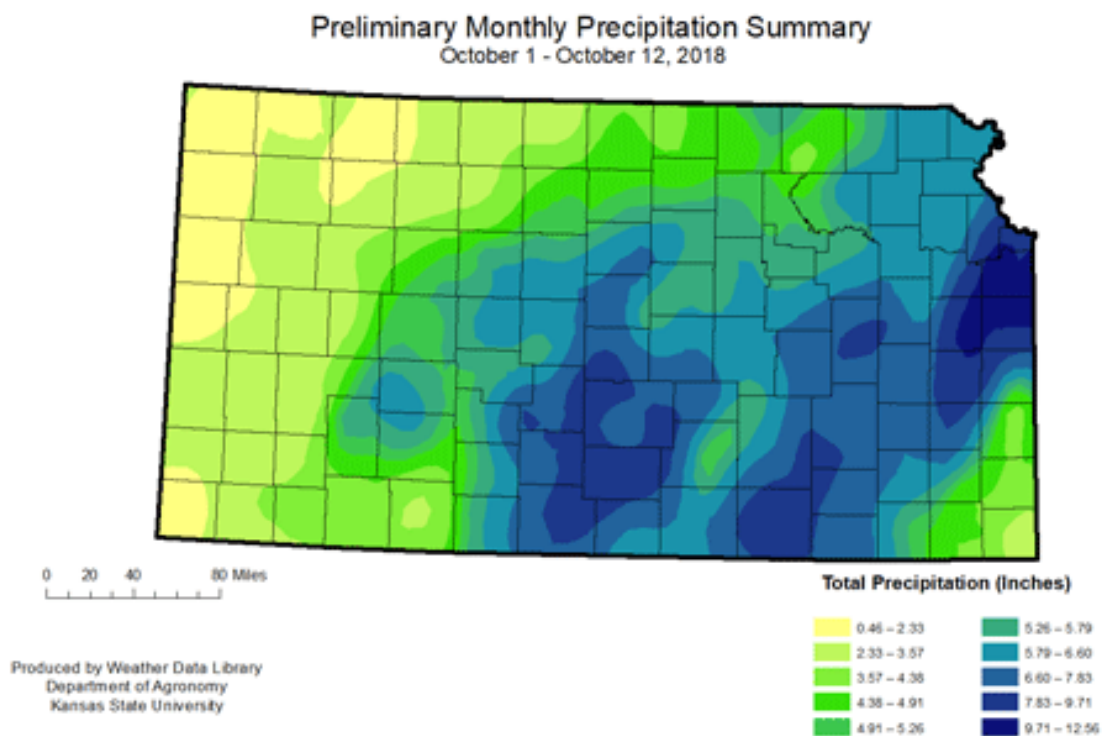 Preliminary Monthly Precipitation Summary
October 1 - October 12, 2018
0 20 40 80 Miles
Total Precipitation (Inches)
0.46 – 2.33
2.33 – 3.57
3.57 – 4.38
4.38 – 4.91
4.91 – 5.26
5.26 – 5.79
5.79 – 6.60
6.60 – 7.83
7.83 – 9.71
9.71 – 12.56
Produced by Weather Data Library
Department of Agronomy
Kansas State University